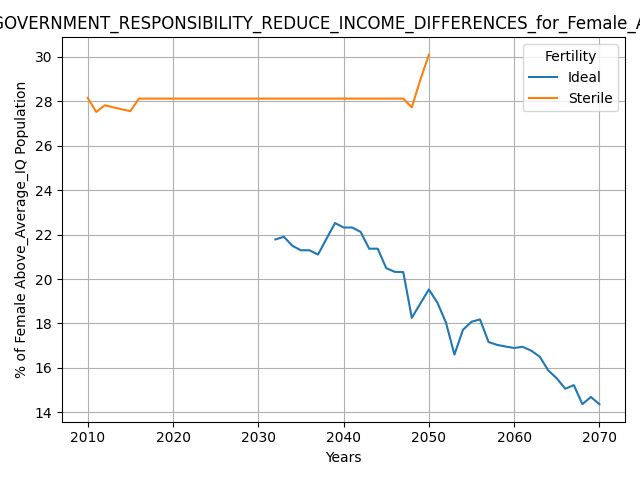 GOVERNMENT_RESPONSIBILITY_REDUCE_INCOME_DIFFERENCES_for_Female_A
Fertility
Ideal
Sterile
% of Female Above_Average_IQ Population
30
28
26
24
22
20
18
16
14
2010 2020 2030 2040 2050 2060 2070
Years